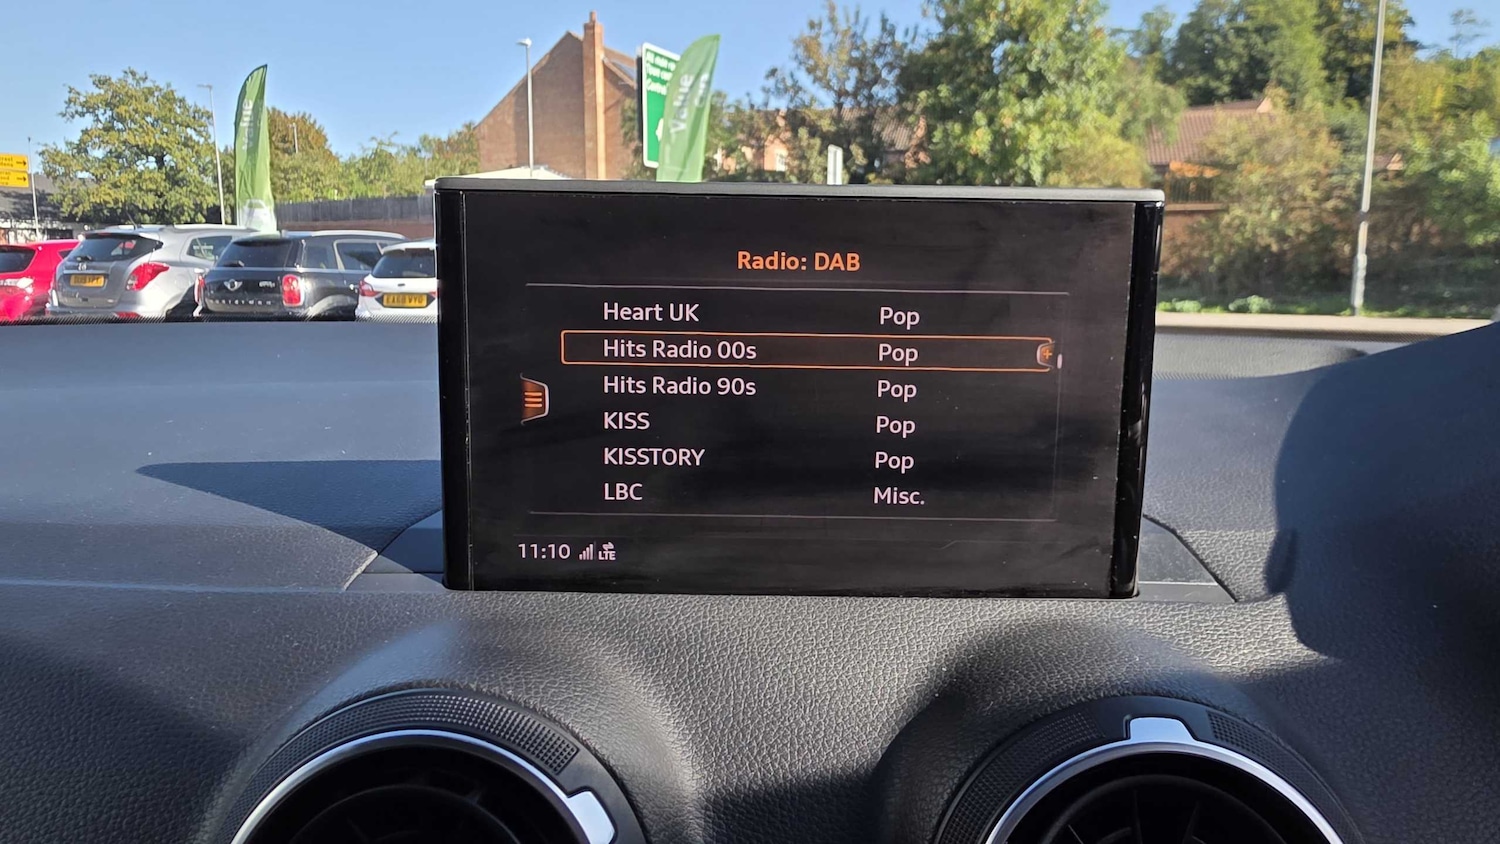 Radio: DAB
Heart UK Pop
Hits Radio 00s Pop
Hits Radio 90s Pop
KISS Pop
KISSTORY Pop
LBC Misc.
11:10 LTE